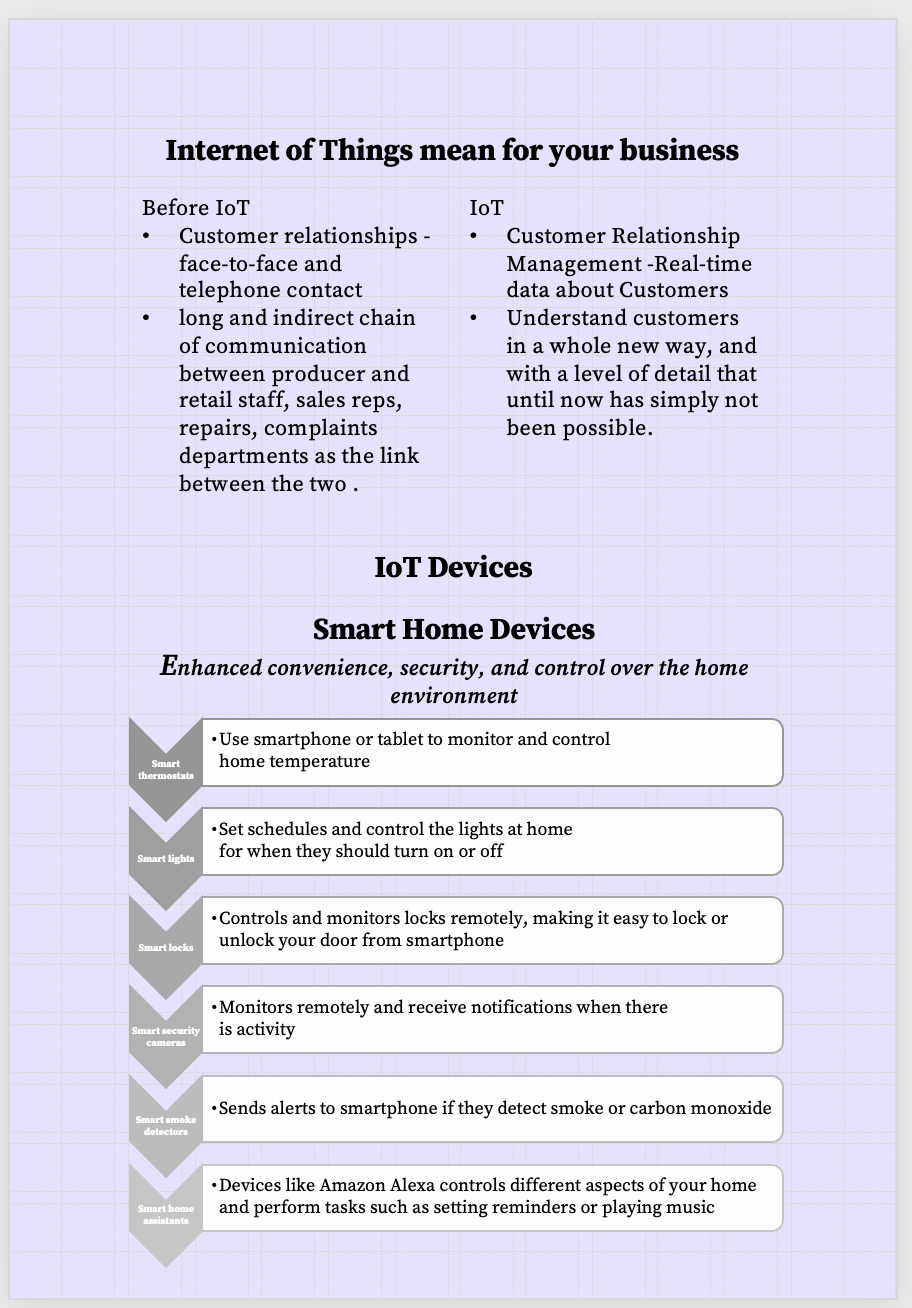 Internet of Things mean for your business
Before IoT
• Customer relationships -
face-to-face and
telephone contact
• long and indirect chain
of communication
between producer and
retail staff, sales reps,
repairs, complaints
departments as the link
between the two .
IoT
• Customer Relationship
Management -Real-time
data about Customers
• Understand customers
in a whole new way, and
with a level of detail that
until now has simply not
been possible.
IoT Devices
Smart Home Devices
Enhanced convenience, security, and control over the home
environment
Smart
thermostats
•Use smartphone or tablet to monitor and control
home temperature
Smart lights
•Set schedules and control the lights at home
for when they should turn on or off
Smart locks
•Controls and monitors locks remotely, making it easy to lock or
unlock your door from smartphone
Smart security
cameras
•Monitors remotely and receive notifications when there
is activity
Smart smoke
detectors
•Sends alerts to smartphone if they detect smoke or carbon monoxide
Smart home
assistants
•Devices like Amazon Alexa controls different aspects of your home
and perform tasks such as setting reminders or playing music